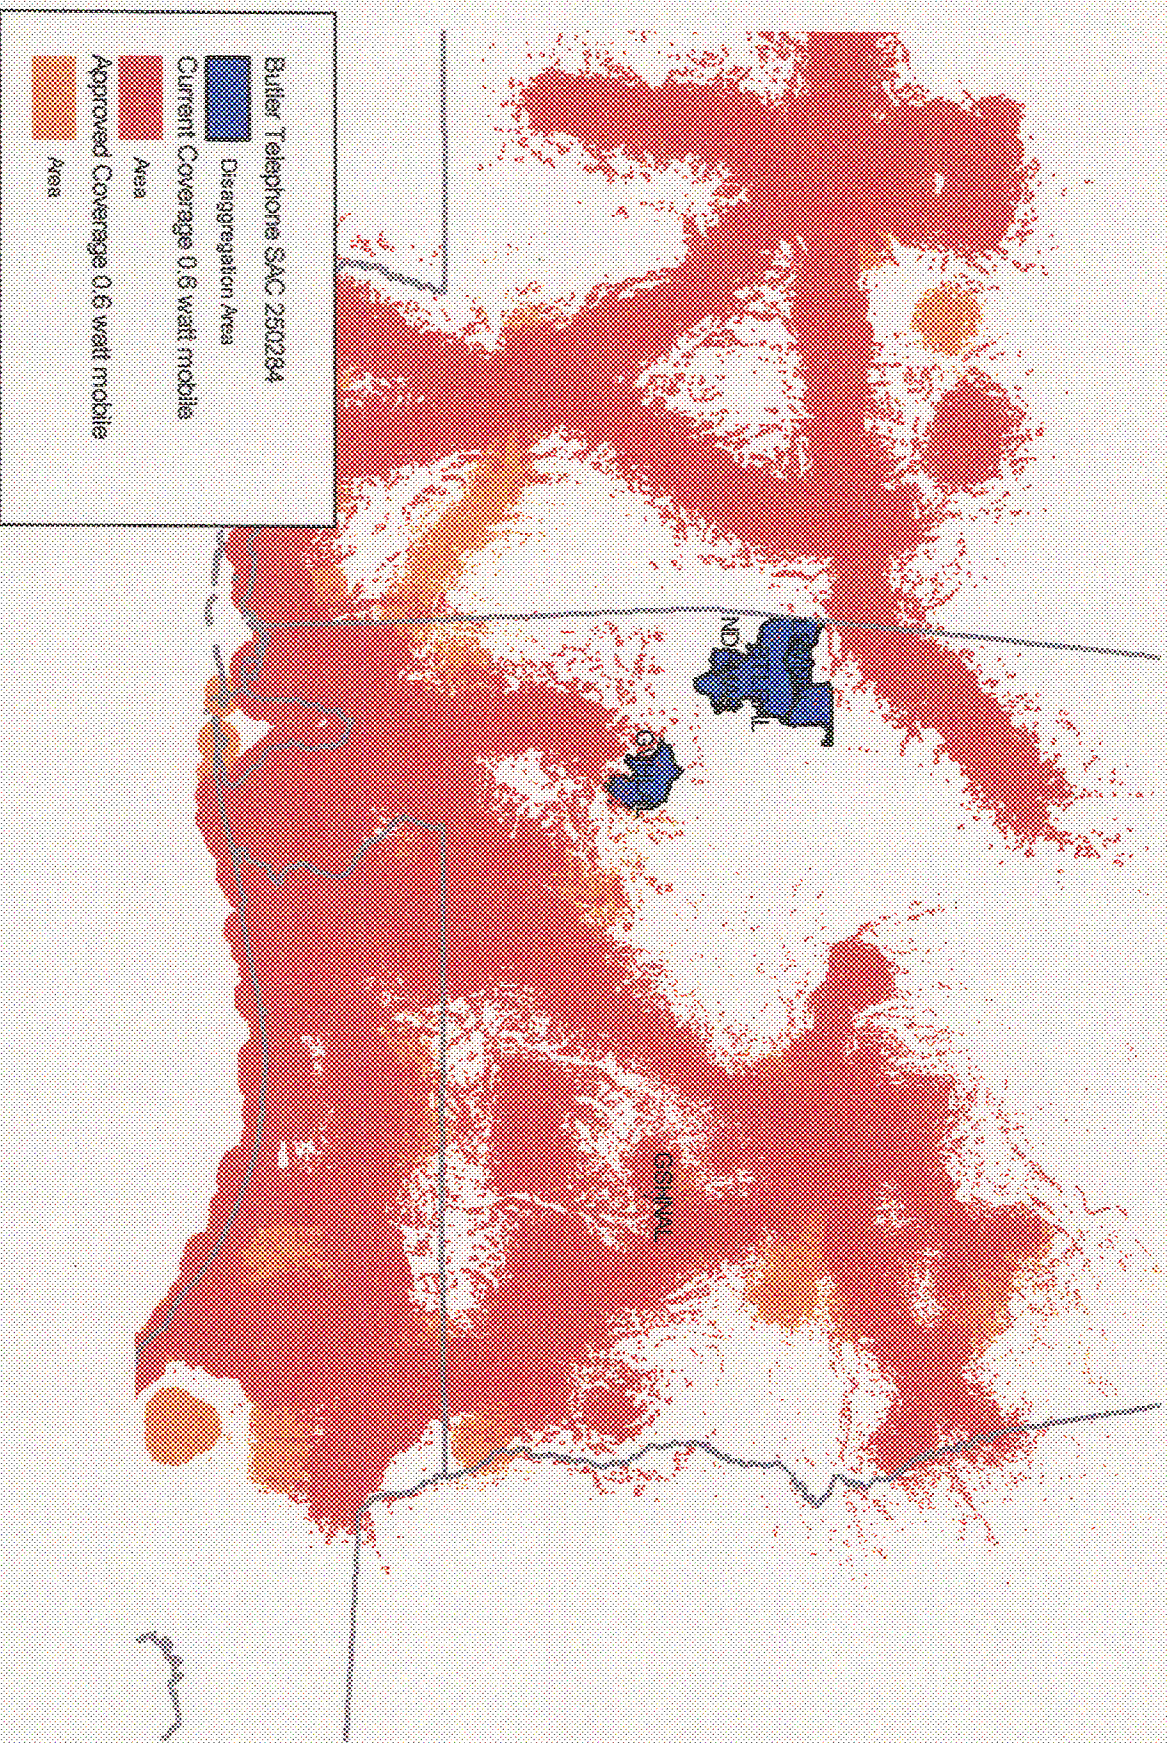 Butler Telephone SAC 250284
Disaggregation Area
Current Coverage 0.6 watt mobile
Area
Approved Coverage 0.6 watt mobile
Area